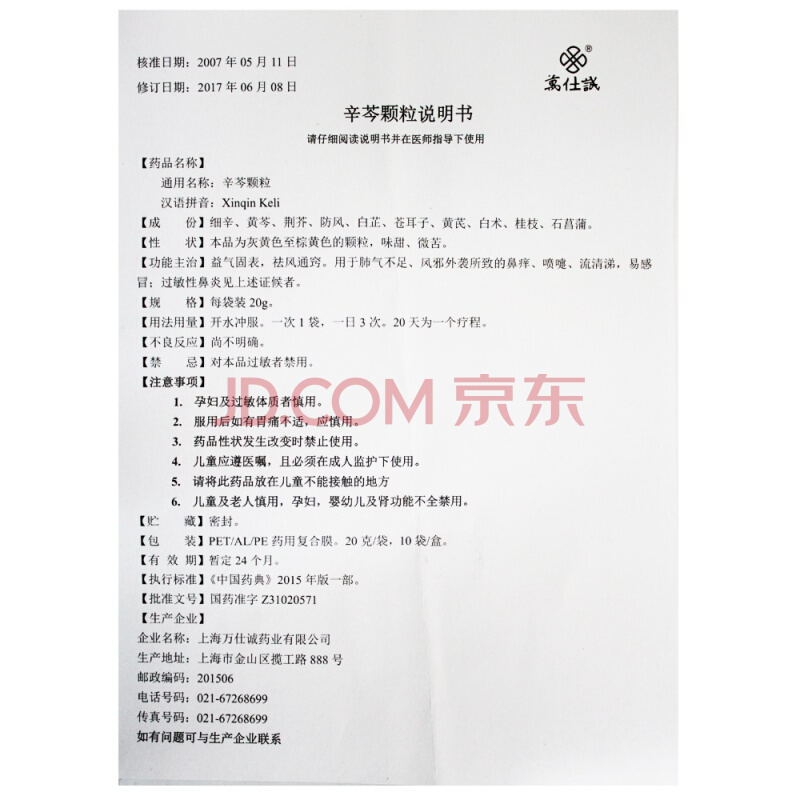 核准日期：2007 年 05 月 11 日
修订日期：2017 年 06 月 08 日
®
萬仕誠
辛芩颗粒说明书
请仔细阅读说明书并在医师指导下使用
【药品名称】
通用名称：辛芩颗粒
汉语拼音：Xinqin Keli
【成　　份】细辛、黄芩、荆芥、防风、白芷、苍耳子、黄芪、白术、桂枝、石菖蒲。
【性　　状】本品为灰黄色至棕黄色的颗粒，味甜、微苦。
【功能主治】益气固表，祛风通窍。用于肺气不足、风邪外袭所致的鼻痒、喷嚏、流清涕，易感
冒；过敏性鼻炎见上述证候者。
【规　　格】每袋装 20g。
【用法用量】开水冲服。一次 1 袋，一日 3 次。20 天为一个疗程。
【不良反应】尚不明确。
【禁　　忌】对本品过敏者禁用。
【注意事项】
1. 孕妇及过敏体质者慎用。
2. 服用后如有胃痛不适，应慎用。
3. 药品性状发生改变时禁止使用。
4. 儿童应遵医嘱，且必须在成人监护下使用。
5. 请将此药品放在儿童不能接触的地方
6. 儿童及老人慎用，孕妇，婴幼儿及肾功能不全禁用。
【贮　　藏】密封。
【包　　装】PET/AL/PE 药用复合膜。20 克/袋，10 袋/盒。
【有 效 期】暂定 24 个月。
【执行标准】《中国药典》2015 年版一部。
【批准文号】国药准字 Z31020571
【生产企业】
企业名称：上海万仕诚药业有限公司
生产地址：上海市金山区揽工路 888 号
邮政编码：201506
电话号码：021-67268699
传真号码：021-67268699
如有问题可与生产企业联系
JD.COM 京东